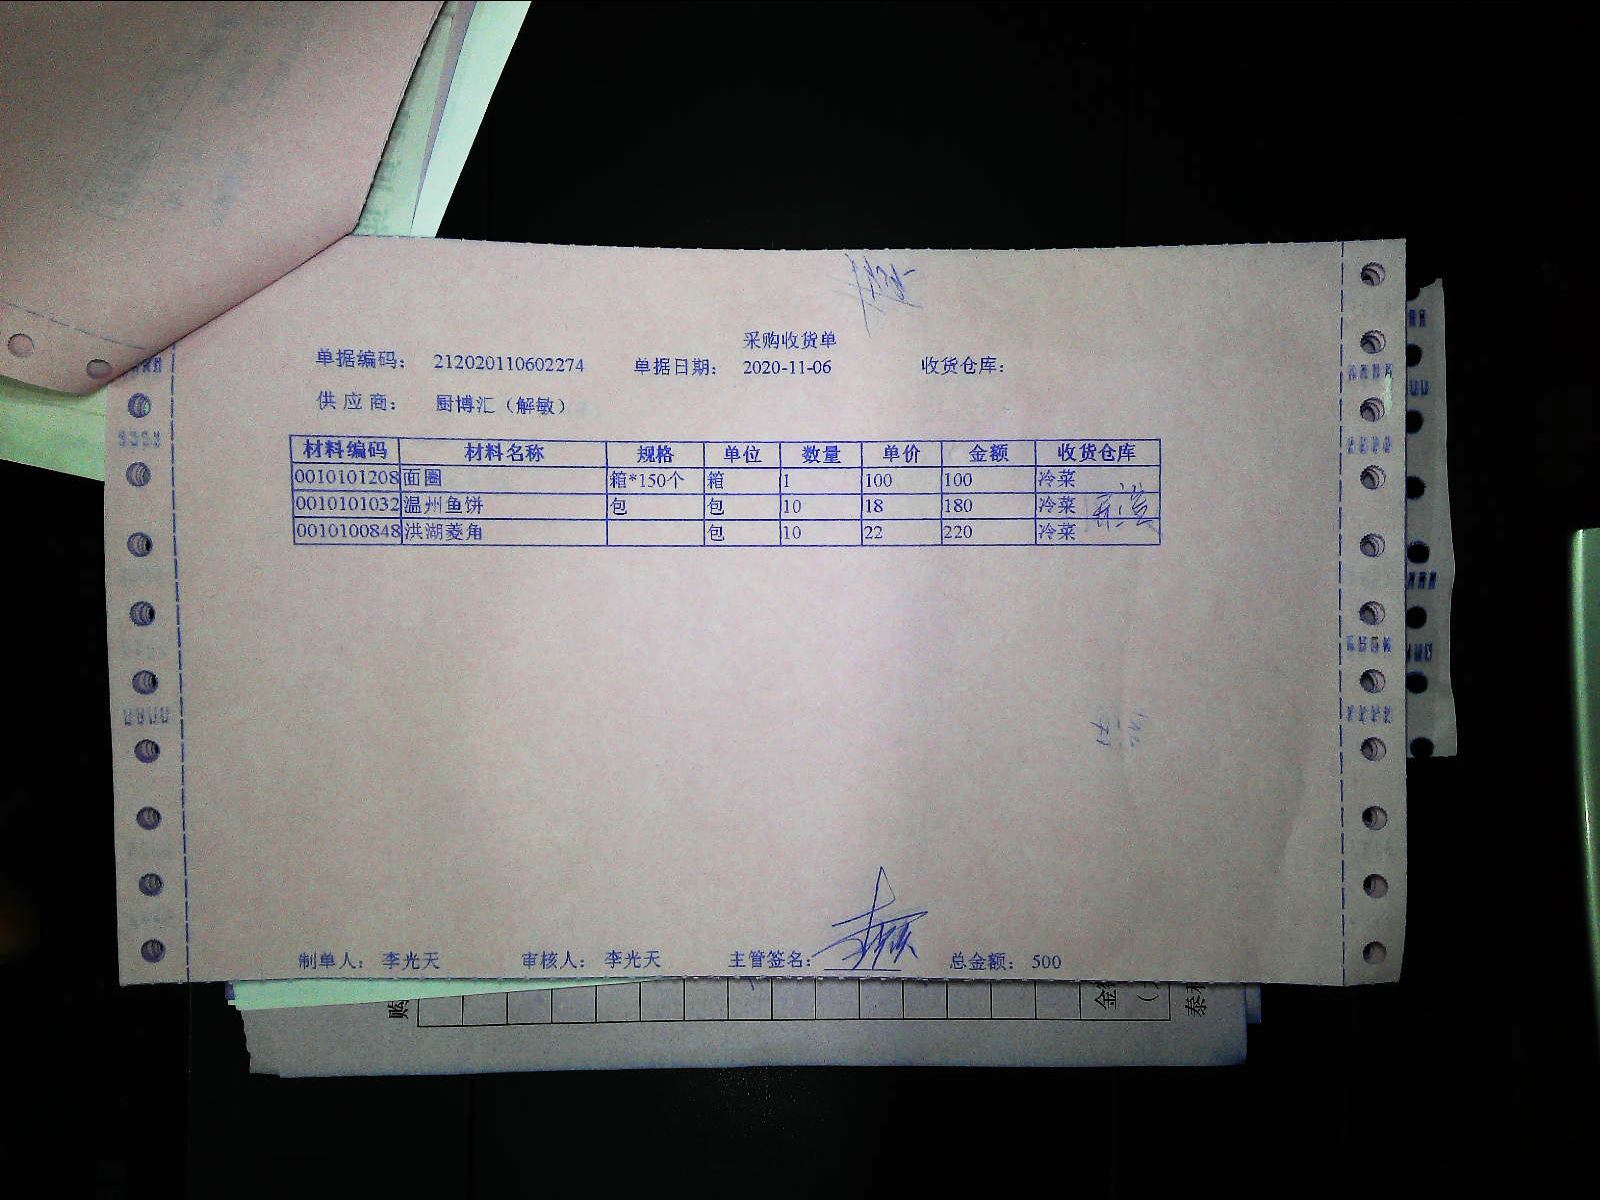 采购收货单
单据编码： 212020110602274 单据日期： 2020-11-06 收货仓库：
供 应 商： 厨博汇（解敏）
材料编码 材料名称 规格 单位 数量 单价 金额 收货仓库
0010101208 面圈 箱*150个 箱 1 100 100 冷菜
0010101032 温州鱼饼 包 包 10 18 180 冷菜
0010100848 洪湖菱角 包 10 22 220 冷菜
制单人： 李光天 审核人： 李光天 主管签名： 总金额： 500